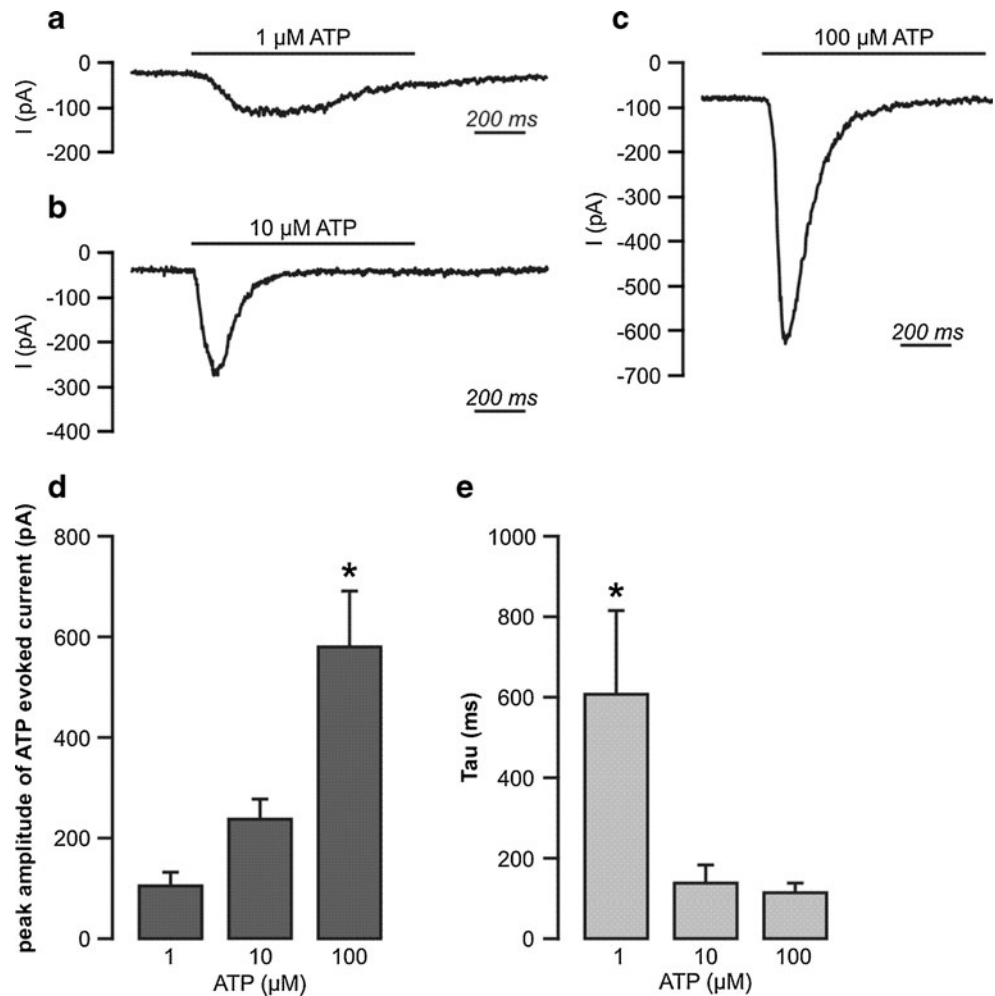 a
1 µM ATP
0
-100
-200
I (pA)
200 ms
b
10 µM ATP
0
-100
-200
-300
-400
I (pA)
200 ms
c
100 µM ATP
0
-100
-200
-300
-400
-500
-600
-700
I (pA)
200 ms
d
peak amplitude of ATP evoked current (pA)
800
600
400
200
0
*
1 10 100
ATP (µM)
e
Tau (ms)
1000
800
600
400
200
0
*
1 10 100
ATP (µM)